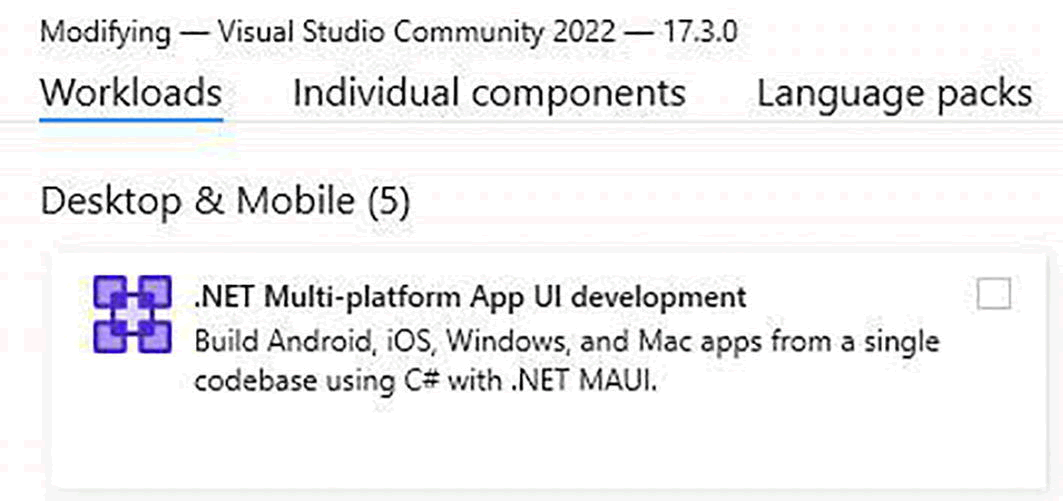 Modifying — Visual Studio Community 2022 — 17.3.0
Workloads Individual components Language packs
Desktop & Mobile (5)
.NET Multi-platform App UI development
Build Android, iOS, Windows, and Mac apps from a single
codebase using C# with .NET MAUI.